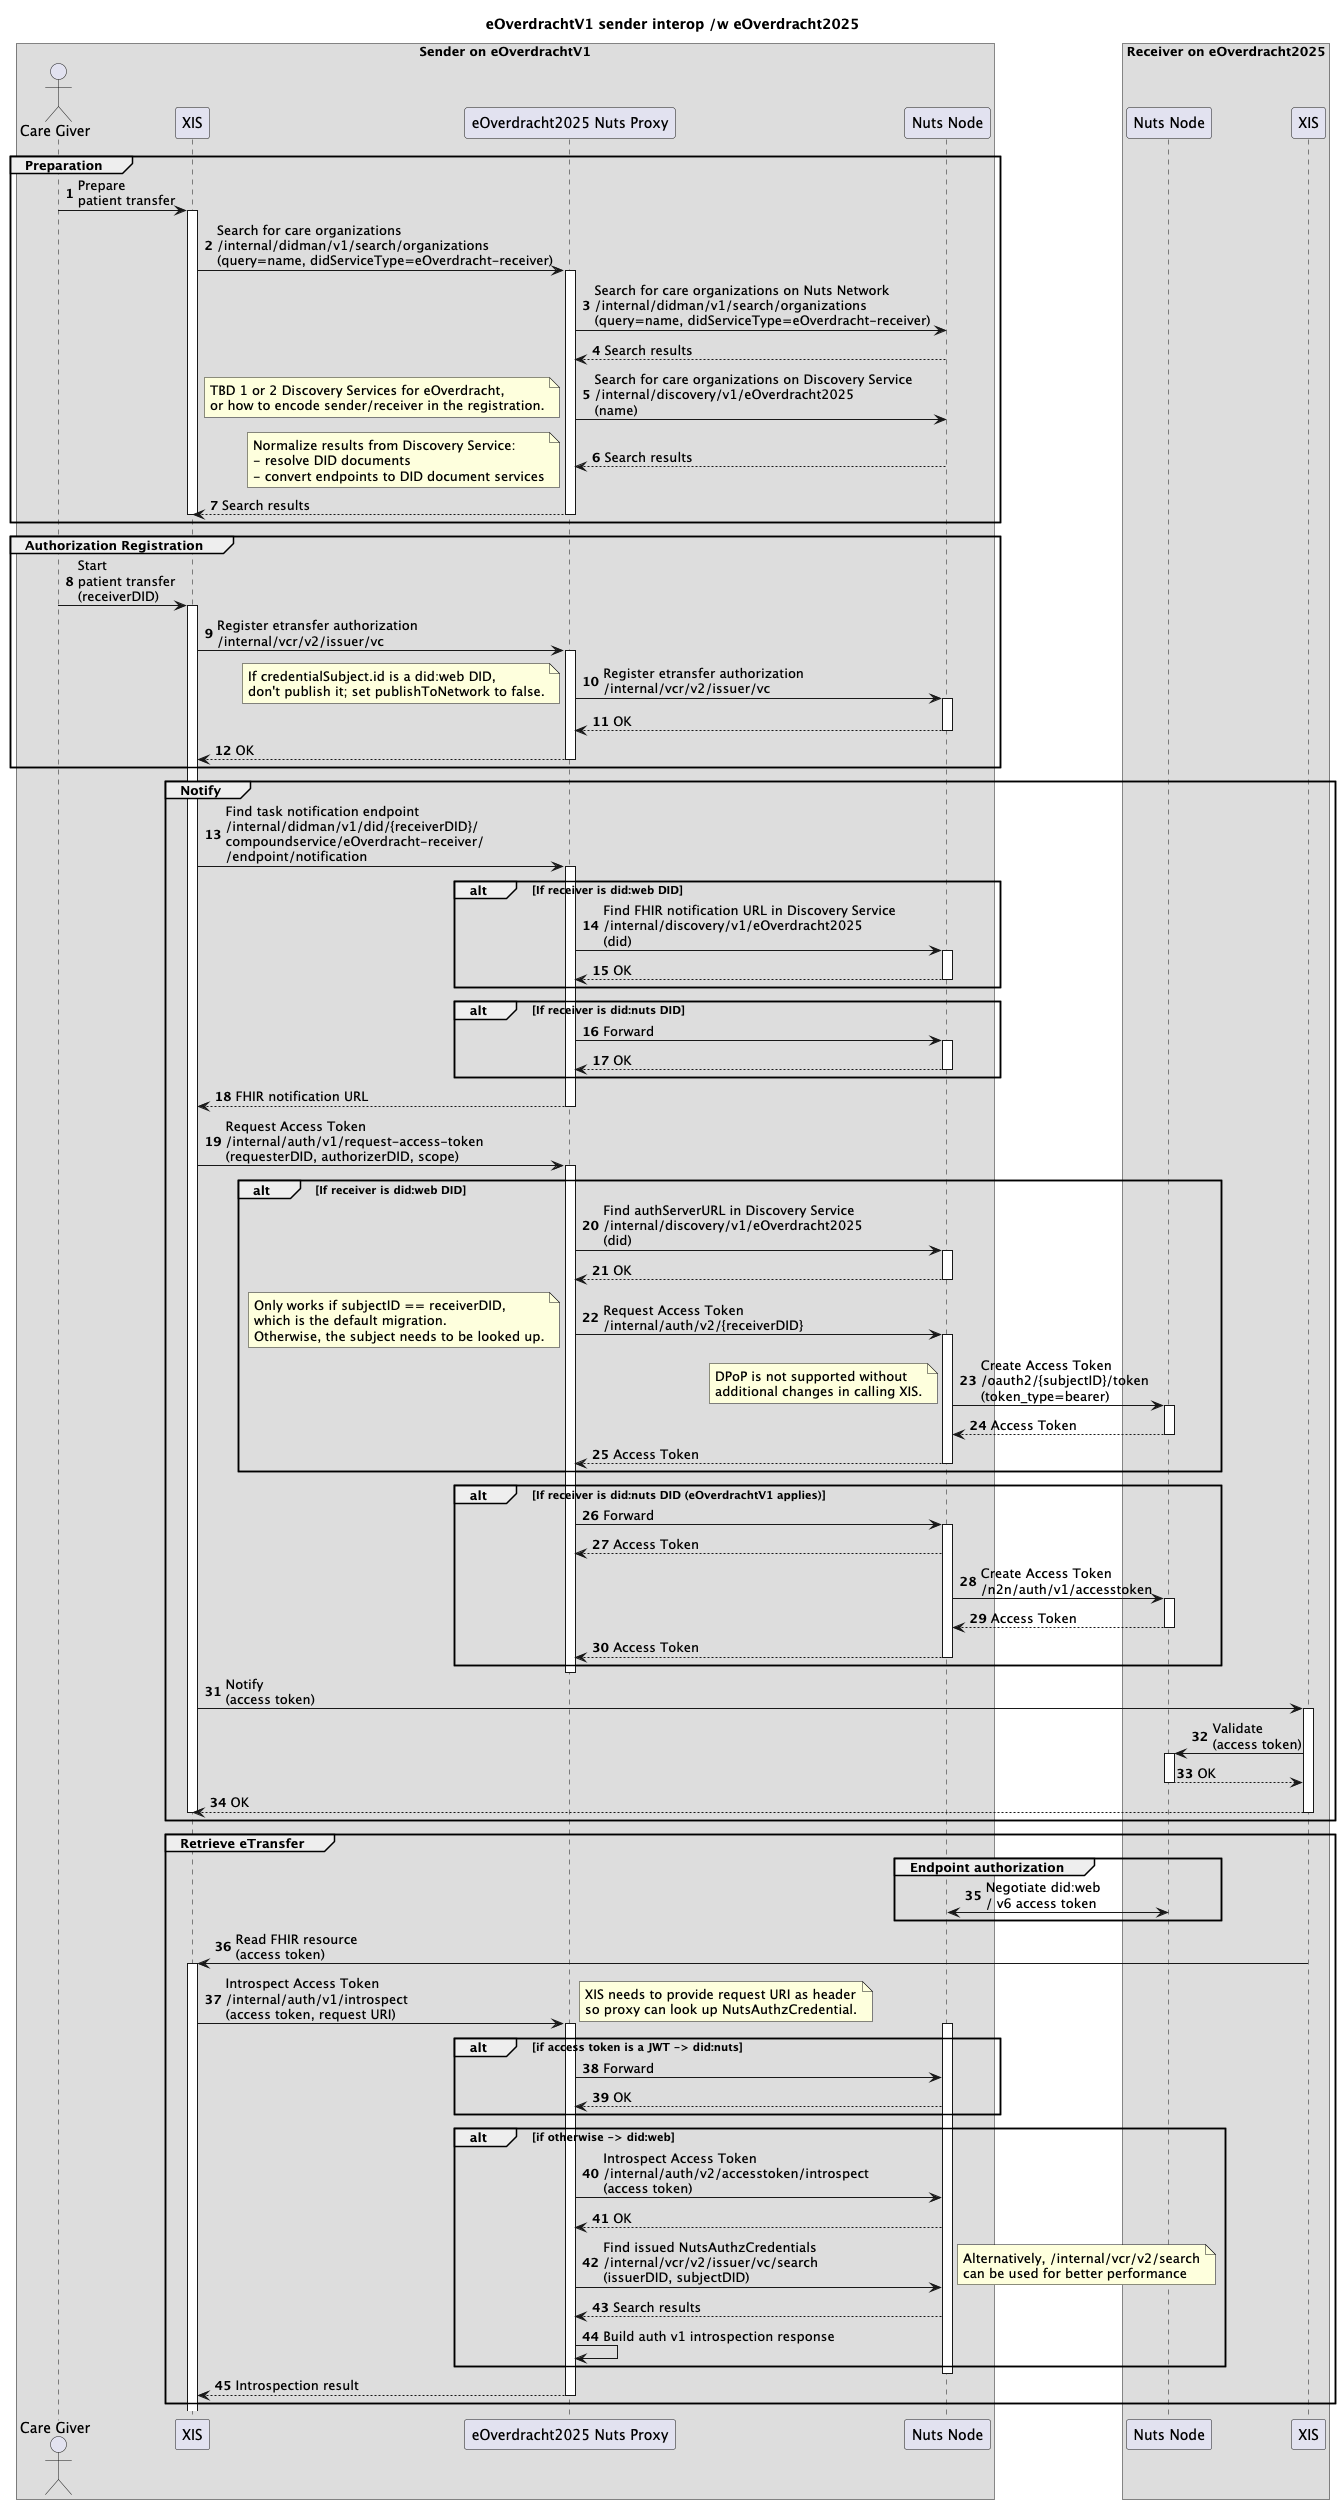 eOverdrachtV1 sender interop /w eOverdracht2025
Sender on eOverdrachtV1
Receiver on eOverdracht2025
Care Giver
XIS
eOverdracht2025 Nuts Proxy
Nuts Node
Nuts Node
XIS
Preparation
1 Prepare
patient transfer
Search for care organizations
2 /internal/didman/v1/search/organizations
(query=name, didServiceType=eOverdracht-receiver)
Search for care organizations on Nuts Network
3 /internal/didman/v1/search/organizations
(query=name, didServiceType=eOverdracht-receiver)
4 Search results
TBD 1 or 2 Discovery Services for eOverdracht,
or how to encode sender/receiver in the registration.
Search for care organizations on Discovery Service
5 /internal/discovery/v1/eOverdracht2025
(name)
Normalize results from Discovery Service:
- resolve DID documents
- convert endpoints to DID document services
6 Search results
7 Search results
Authorization Registration
Start
8 patient transfer
(receiverDID)
9 Register etransfer authorization
/internal/vcr/v2/issuer/vc
If credentialSubject.id is a did:web DID,
don't publish it; set publishToNetwork to false.
10 Register etransfer authorization
/internal/vcr/v2/issuer/vc
11 OK
12 OK
Notify
Find task notification endpoint
/internal/didman/v1/did/{receiverDID}/
13 compoundservice/eOverdracht-receiver/
/endpoint/notification
alt [If receiver is did:web DID]
Find FHIR notification URL in Discovery Service
14 /internal/discovery/v1/eOverdracht2025
(did)
15 OK
alt [If receiver is did:nuts DID]
16 Forward
17 OK
18 FHIR notification URL
Request Access Token
19 /internal/auth/v1/request-access-token
(requesterDID, authorizerDID, scope)
alt [If receiver is did:web DID]
Find authServerURL in Discovery Service
20 /internal/discovery/v1/eOverdracht2025
(did)
21 OK
Only works if subjectID == receiverDID,
which is the default migration.
Otherwise, the subject needs to be looked up.
22 Request Access Token
/internal/auth/v2/{receiverDID}
DPoP is not supported without
additional changes in calling XIS.
Create Access Token
23 /oauth2/{subjectID}/token
(token_type=bearer)
24 Access Token
25 Access Token
alt [If receiver is did:nuts DID (eOverdrachtV1 applies)]
26 Forward
27 Access Token
28 Create Access Token
/n2n/auth/v1/accesstoken
29 Access Token
30 Access Token
31 Notify
(access token)
32 Validate
(access token)
33 OK
34 OK
Retrieve eTransfer
Endpoint authorization
35 Negotiate did:web
/ v6 access token
36 Read FHIR resource
(access token)
Introspect Access Token
37 /internal/auth/v1/introspect
(access token, request URI)
XIS needs to provide request URI as header
so proxy can look up NutsAuthzCredential.
alt [if access token is a JWT -> did:nuts]
38 Forward
39 OK
alt [if otherwise -> did:web]
Introspect Access Token
40 /internal/auth/v2/accesstoken/introspect
(access token)
41 OK
Find issued NutsAuthzCredentials
42 /internal/vcr/v2/issuer/vc/search
(issuerDID, subjectDID)
Alternatively, /internal/vcr/v2/search
can be used for better performance
43 Search results
44 Build auth v1 introspection response
45 Introspection result
Care Giver
XIS
eOverdracht2025 Nuts Proxy
Nuts Node
Nuts Node
XIS